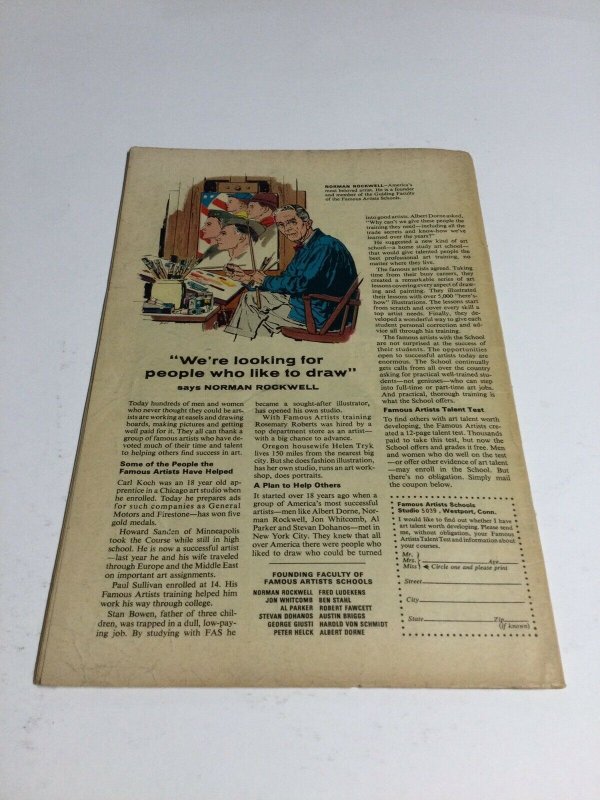 NORMAN ROCKWELL—America's
most beloved artist. He is a founder
and member of the Guiding Faculty
of the Famous Artists Schools.
"We're looking for
people who like to draw"
says NORMAN ROCKWELL
Today hundreds of men and women
who never thought they could be art-
ists are working at easels and drawing
boards, making pictures and getting
well paid for it. They all can thank a
group of famous artists who have de-
voted much of their time and talent
to helping others find success in art.
Some of the People the
Famous Artists Have Helped
Carl Koch was an 18 year old ap-
prentice in a Chicago art studio when
he enrolled. Today he prepares ads
for such companies as General
Motors and Firestone—has won five
gold medals.
Howard Sanden of Minneapolis
took the Course while still in high
school. He is now a successful artist
—last year he and his wife traveled
through Europe and the Middle East
on important art assignments.
Paul Sullivan enrolled at 14. His
Famous Artists training helped him
work his way through college.
Stan Bowen, father of three chil-
dren, was trapped in a dull, low-pay-
ing job. By studying with FAS he
became a sought-after illustrator,
has opened his own studio.
With Famous Artists training
Rosemary Roberts was hired by a
top department store as an artist—
with a big chance to advance.
Oregon housewife Helen Tryk
lives 150 miles from the nearest big
city. But she does fashion illustration,
has her own studio, runs an art work-
shop, does portraits.
A Plan to Help Others
It started over 18 years ago when a
group of America's most successful
artists—men like Albert Dorne, Nor-
man Rockwell, Jon Whitcomb, Al
Parker and Stevan Dohanos—met in
New York City. They knew that all
over America there were people who
liked to draw who could be turned
FOUNDING FACULTY OF
FAMOUS ARTISTS SCHOOLS
NORMAN ROCKWELL FRED LUDEKENS
JON WHITCOMB BEN STAHL
AL PARKER ROBERT FAWCETT
STEVAN DOHANOS AUSTIN BRIGGS
GEORGE GIUSTI HAROLD VON SCHMIDT
PETER HELCK ALBERT DORNE
into good artists. Albert Dorne asked,
"Why can't we give these people the
training they need—including all the
trade secrets and know-how we've
learned over the years?"
He suggested a new kind of art
school—a home study art school—
that would give talented people the
best professional art training, no
matter where they live.
The famous artists agreed. Taking
time from their busy careers, they
created a remarkable series of art
lessons covering every aspect of draw-
ing and painting. They illustrated
their lessons with over 5,000 "here's-
how" illustrations. The lessons start
from scratch and cover every skill a
top artist needs. Finally, they de-
veloped a wonderful way to give each
student personal correction and ad-
vice all through his training.
The famous artists with the School
are not surprised at the success of
their students. The opportunities
open to successful artists today are
enormous. The School continually
gets calls from all over the country
asking for practical well-trained stu-
dents—not geniuses—who can step
into full-time or part-time art jobs.
And practical, thorough training is
what the School offers.
Famous Artists Talent Test
To find others with art talent worth
developing, the Famous Artists cre-
ated a 12-page talent test. Thousands
paid to take this test, but now the
School offers and grades it free. Men
and women who do well on the test
—or offer other evidence of art talent
—may enroll in the School. But
there's no obligation. Simply mail
the coupon below.
Famous Artists Schools
Studio 5039, Westport, Conn.
I would like to find out whether I have
art talent worth developing. Please send
me, without obligation, your Famous
Artists Talent Test and information about
your courses.
Mr.
Mrs. Age
Miss Circle one and please print
Street
City
State Zip
(if known)